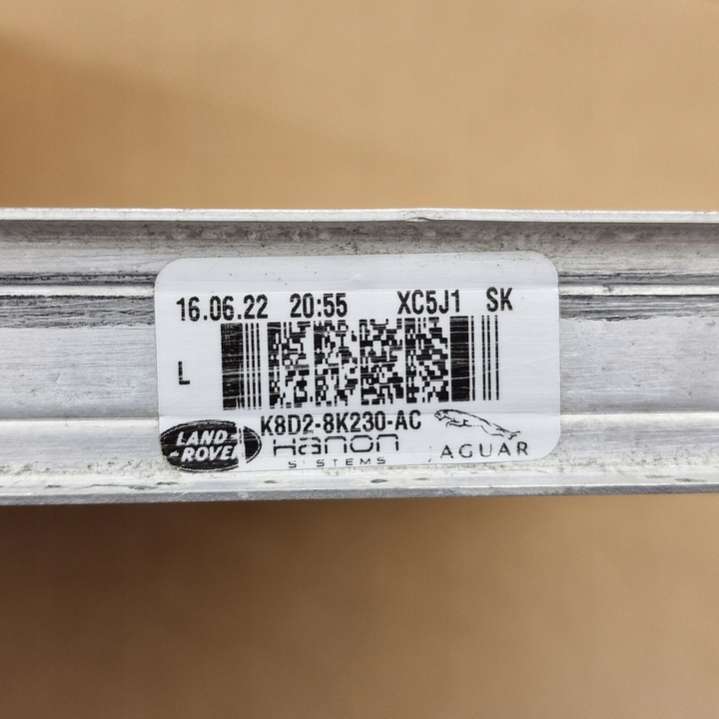 16.06.22 20:55 XC5J1 SK
L
K8D2-8K230-AC
LAND-
-ROVER
Hanon
SYSTEMS
JAGUAR